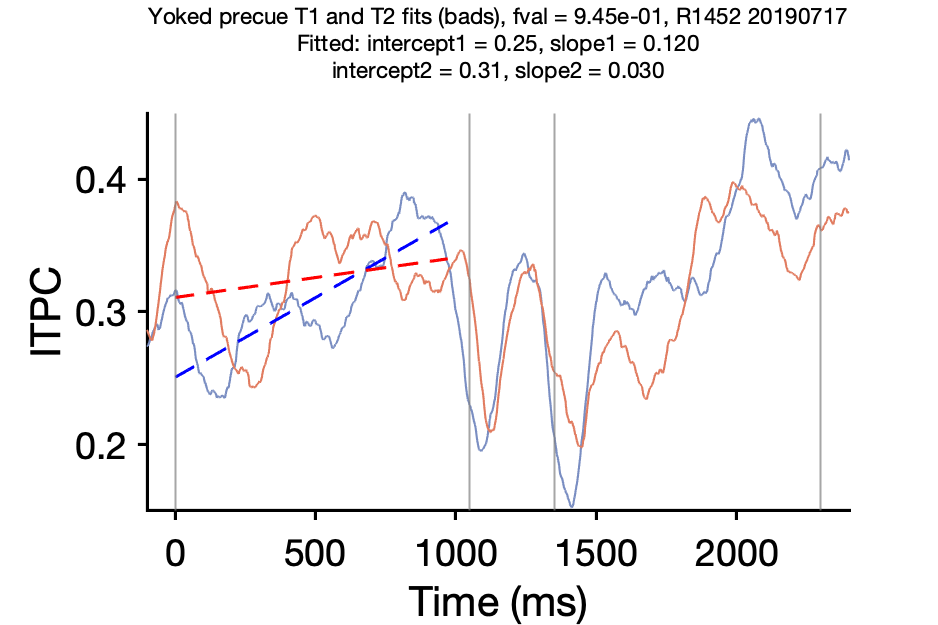 Yoked precue T1 and T2 fits (bads), fval = 9.45e-01, R1452 20190717
Fitted: intercept1 = 0.25, slope1 = 0.120
intercept2 = 0.31, slope2 = 0.030
0.4
0.3
0.2
ITPC
0 500 1000 1500 2000
Time (ms)